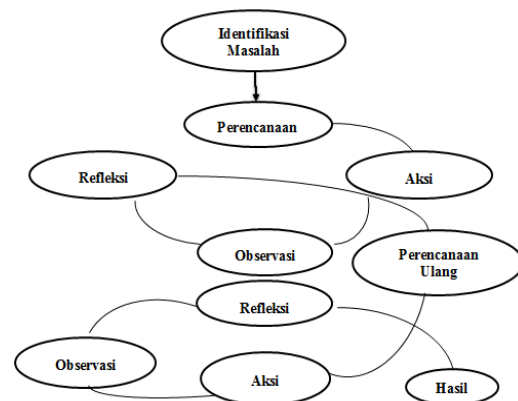 Identifikasi
Masalah
Perencanaan
Refleksi
Aksi
Observasi
Perencanaan
Ulang
Refleksi
Observasi
Aksi
Hasil